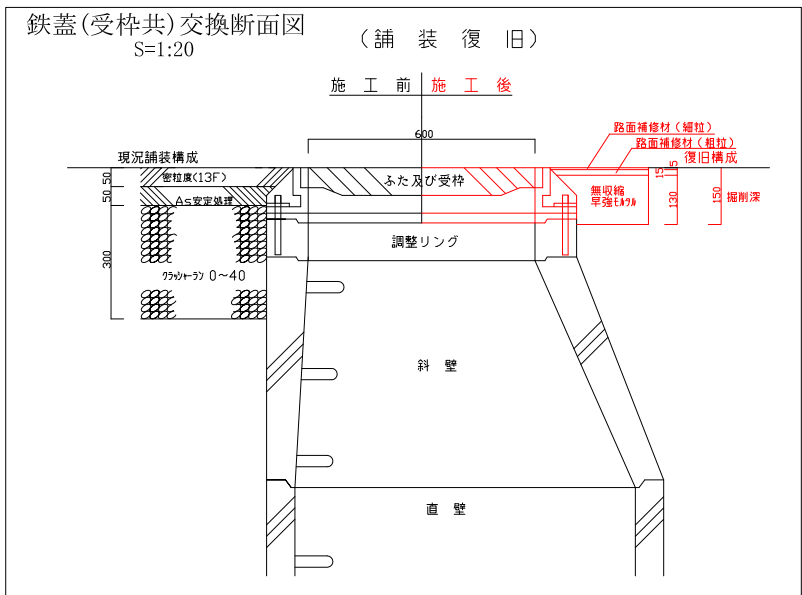 鉄蓋(受枠共)交換断面図
S=1:20
(舗装復旧)
施工前 施工後
600
路面補修材(細粒)
路面補修材(粗粒)
現況舗装構成
復旧構成
50
密粒度(13F)
50
As安定処理
300
クラッシャーラン 0~40
ふた及び受枠
無収縮
早強モルタル
15
5
130
150
掘削深
調整リング
斜壁
直壁